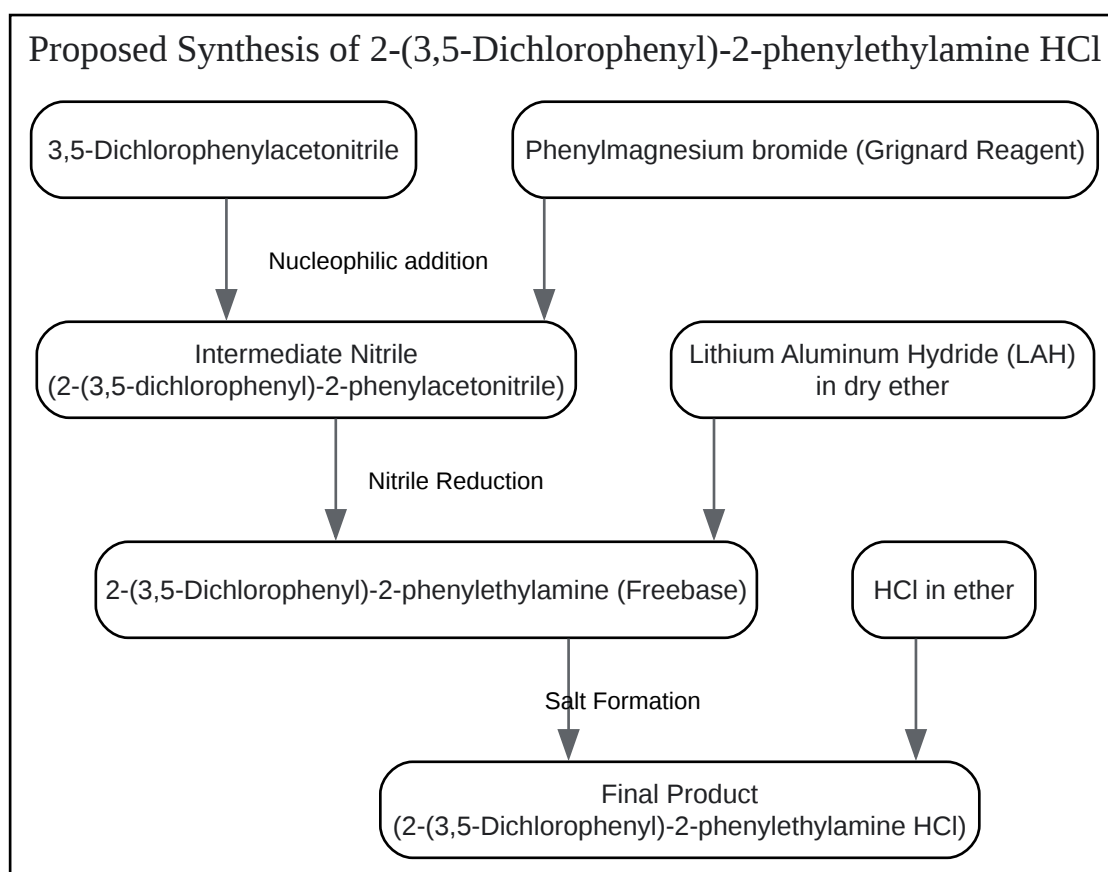 Proposed Synthesis of 2-(3,5-Dichlorophenyl)-2-phenylethylamine HCl
3,5-Dichlorophenylacetonitrile
Phenylmagnesium bromide (Grignard Reagent)
Nucleophilic addition
Intermediate Nitrile
(2-(3,5-dichlorophenyl)-2-phenylacetonitrile)
Lithium Aluminum Hydride (LAH)
in dry ether
Nitrile Reduction
2-(3,5-Dichlorophenyl)-2-phenylethylamine (Freebase)
HCl in ether
Salt Formation
Final Product
(2-(3,5-Dichlorophenyl)-2-phenylethylamine HCl)